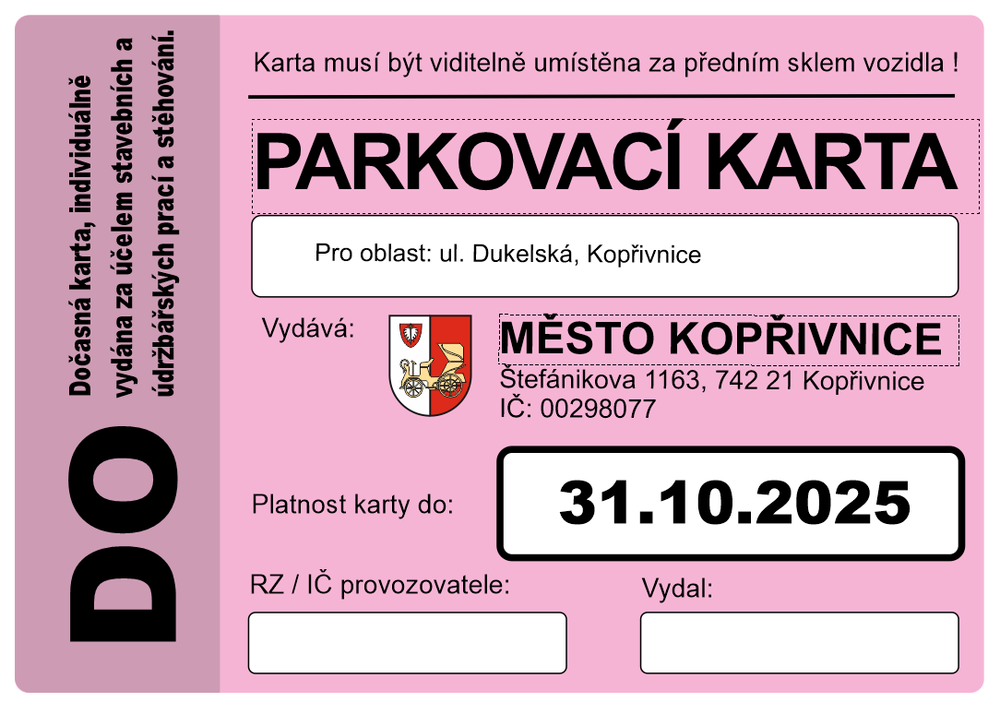 Dočasná karta, individuálně
vydána za účelem stavebních a
údržbářských prací a stěhování.
DO
Karta musí být viditelně umístěna za předním sklem vozidla !
PARKOVACÍ KARTA
Pro oblast: ul. Dukelská, Kopřivnice
Vydává:
MĚSTO KOPŘIVNICE
Štefánikova 1163, 742 21 Kopřivnice
IČ: 00298077
Platnost karty do:
31.10.2025
RZ / IČ provozovatele:
Vydal: